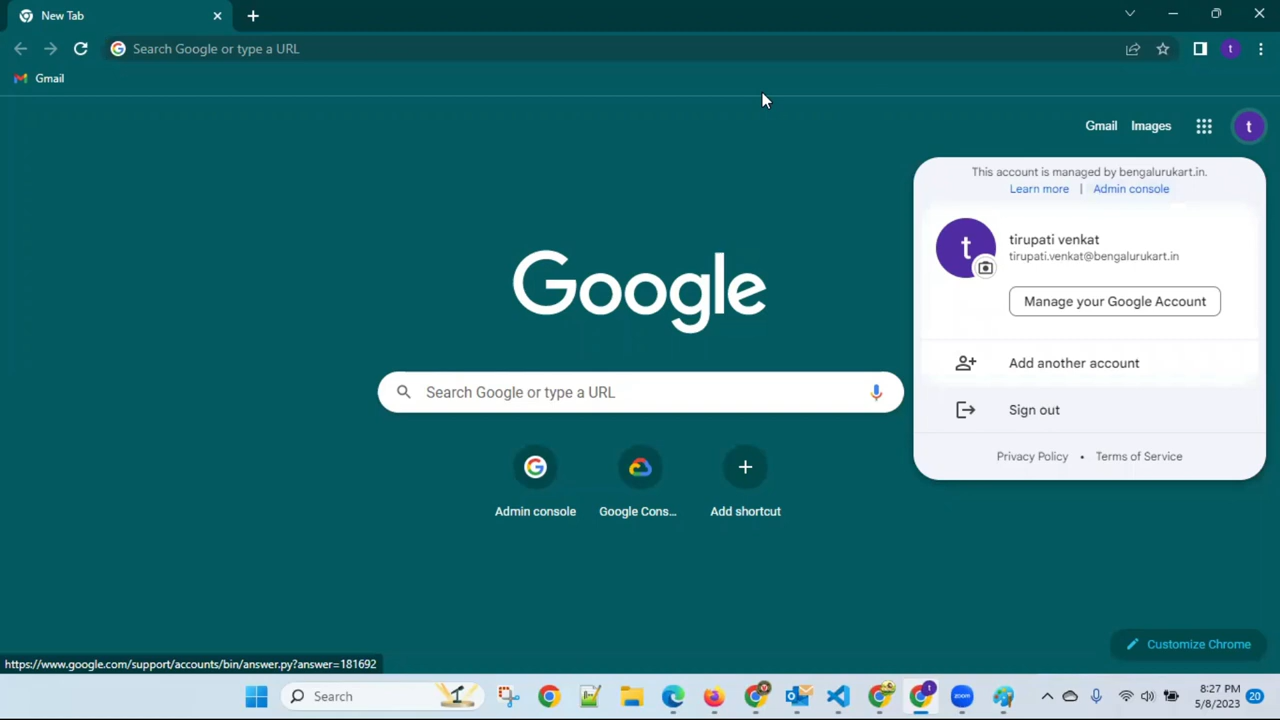 New Tab
Search Google or type a URL
t
Gmail
Gmail Images
t
This account is managed by bengalurukart.in.
Learn more | Admin console
t
tirupati venkat
tirupati.venkat@bengalurukart.in
Manage your Google Account
Google
Search Google or type a URL
Add another account
Sign out
Privacy Policy • Terms of Service
Admin console Google Cons... Add shortcut
Customize Chrome
https://www.google.com/support/accounts/bin/answer.py?answer=181692
Search
t
zoom
8:27 PM
5/8/2023
20